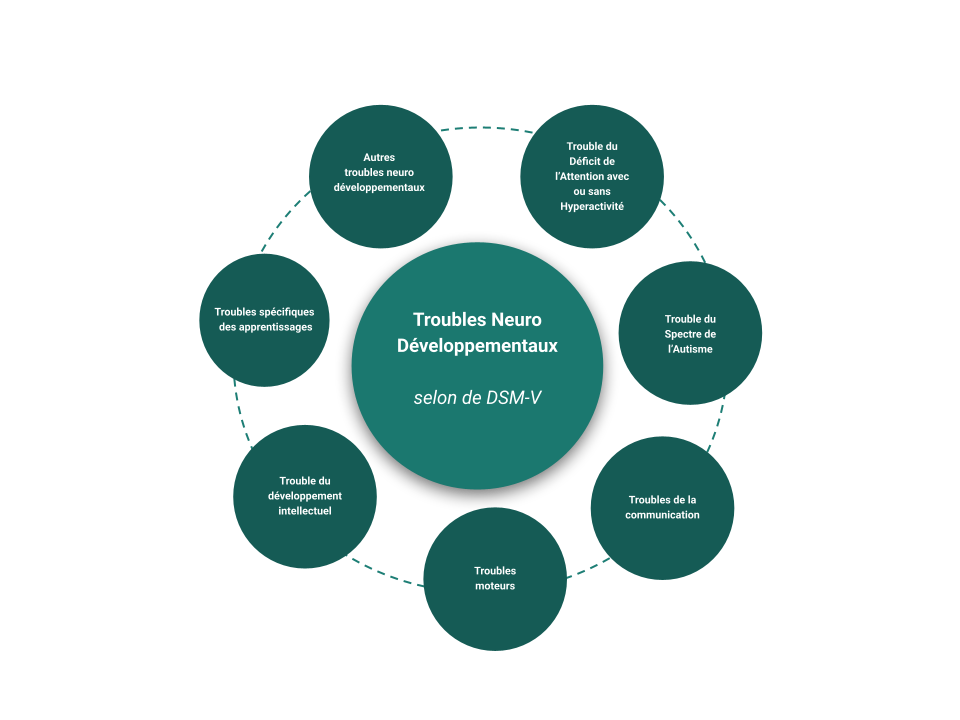 Autres
troubles neuro
développementaux
Trouble du
Déficit de
l'Attention avec
ou sans
Hyperactivité
Troubles spécifiques
des apprentissages
Troubles Neuro
Développementaux
selon de DSM-V
Trouble du
Spectre de
l'Autisme
Trouble du
développement
intellectuel
Troubles de la
communication
Troubles
moteurs